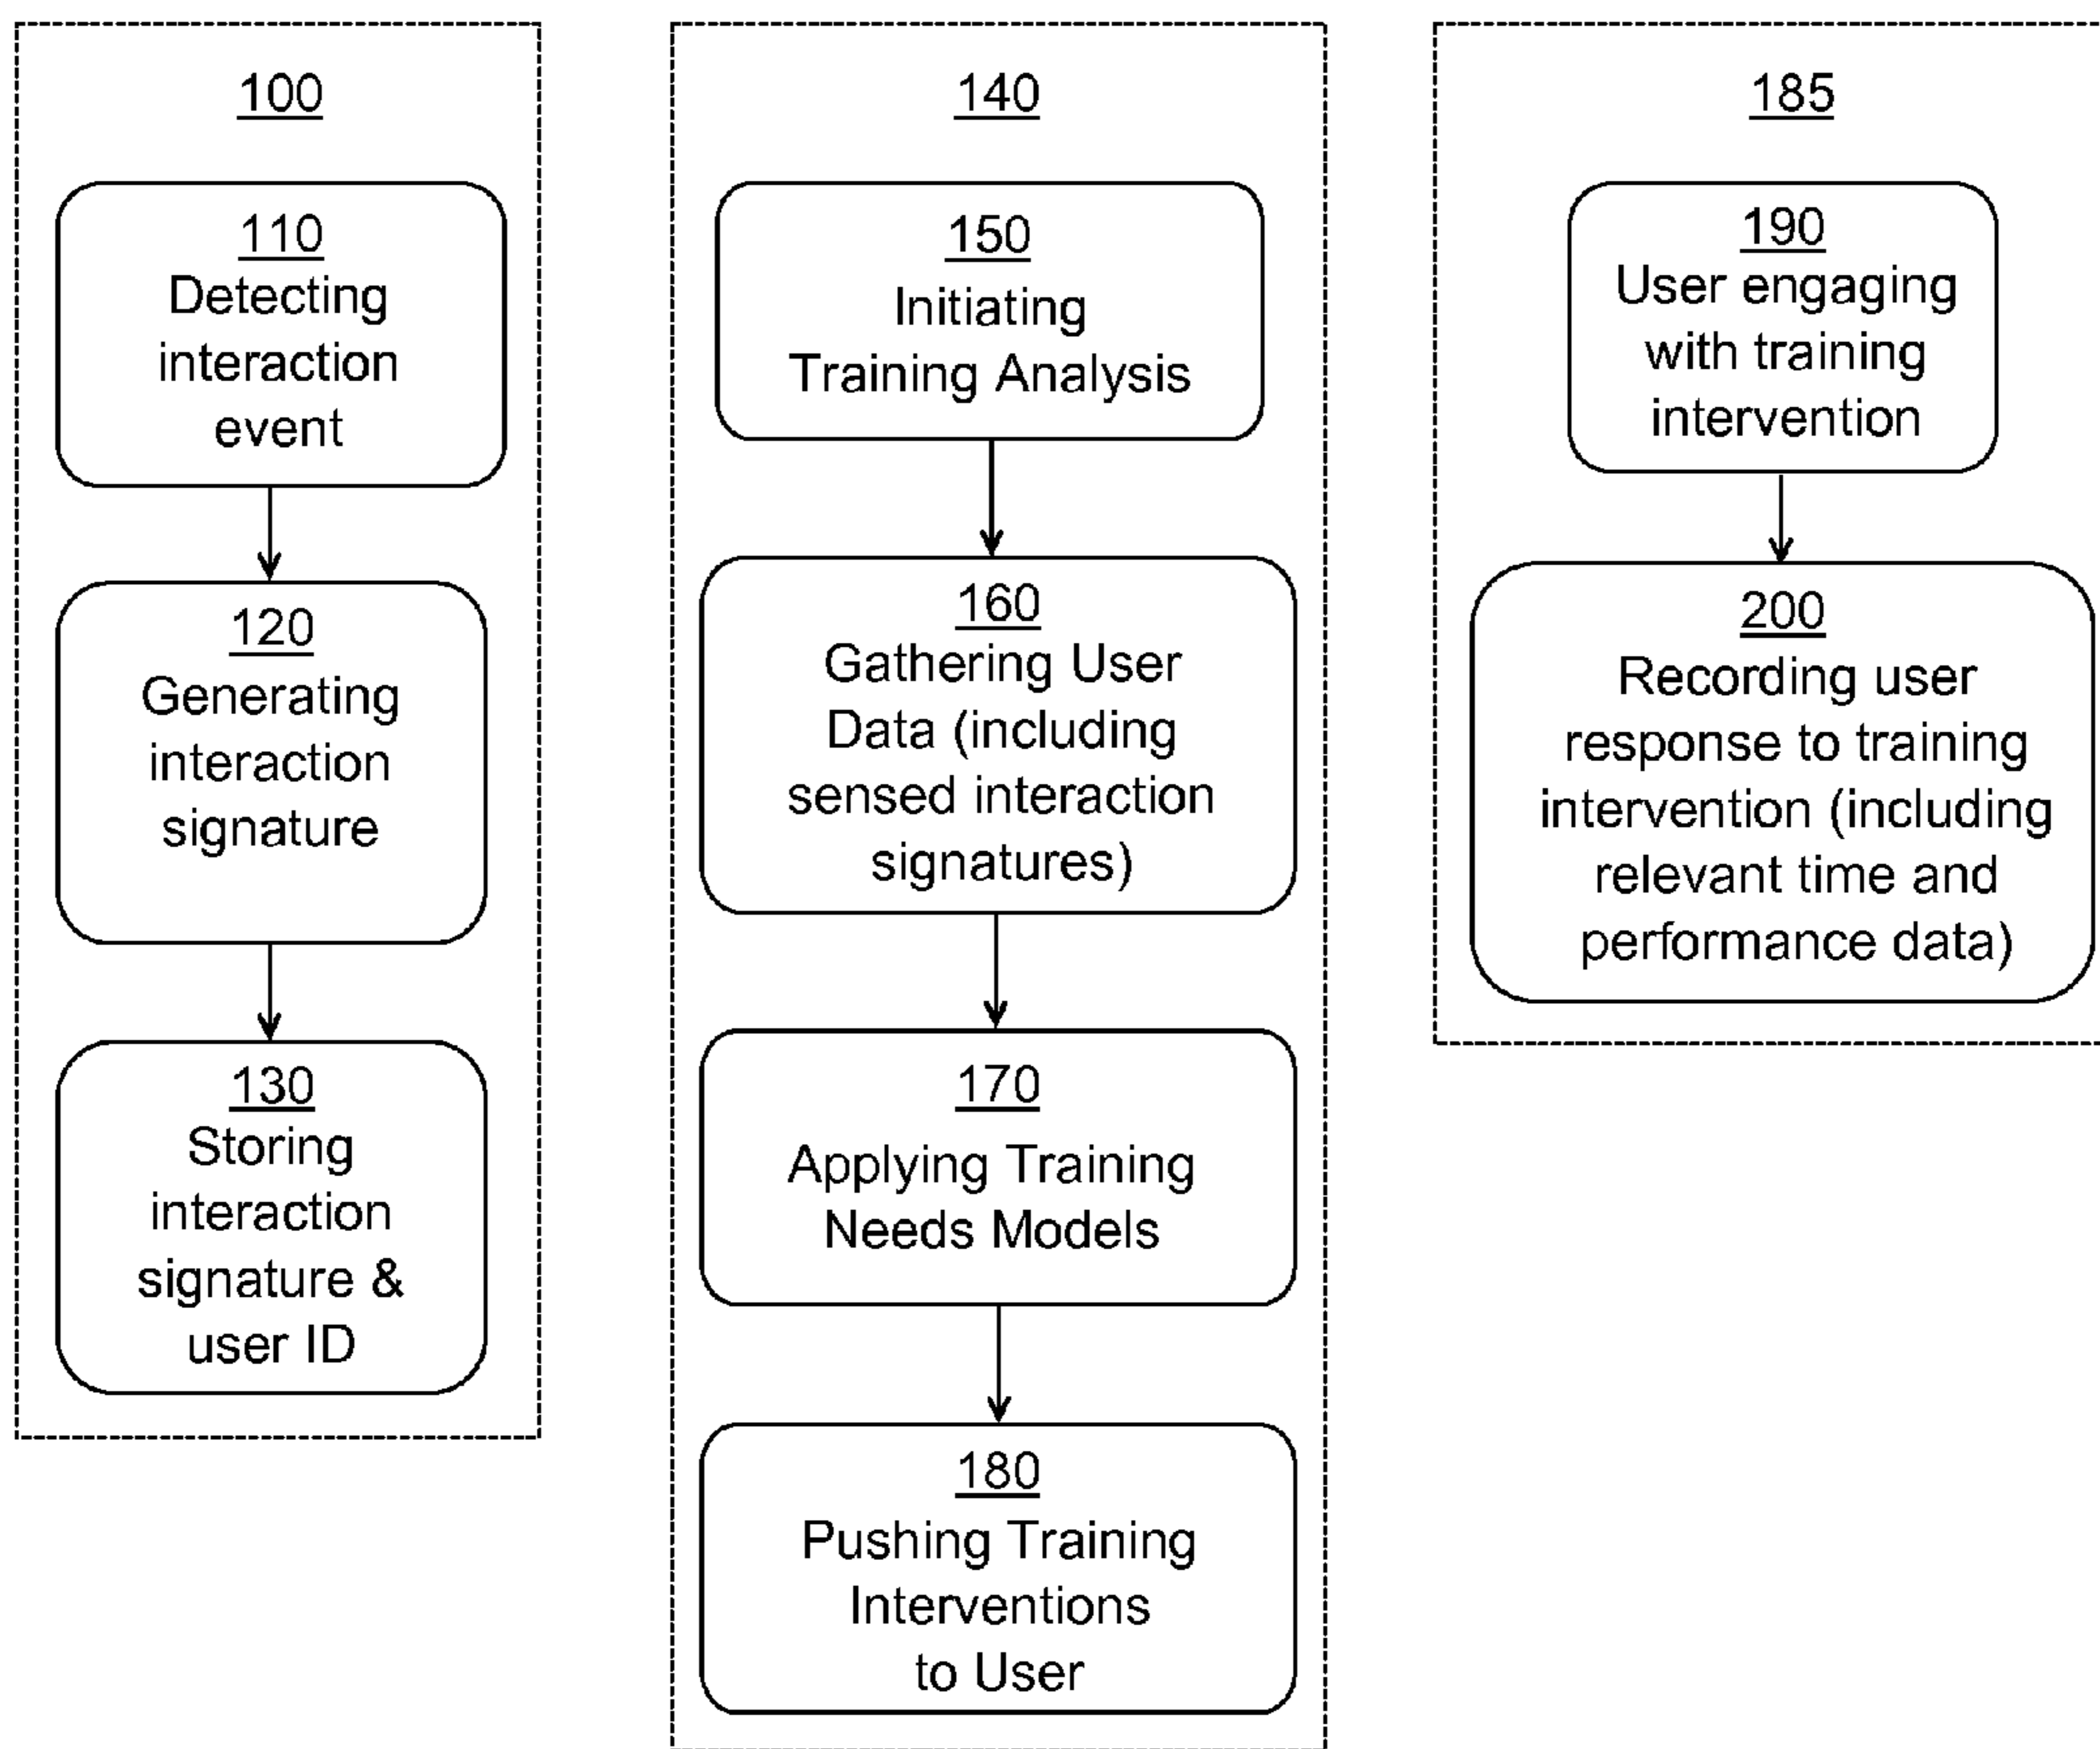 100
110
Detecting
interaction
event
120
Generating
interaction
signature
130
Storing
interaction
signature &
user ID
140
150
Initiating
Training Analysis
160
Gathering User
Data (including
sensed interaction
signatures)
170
Applying Training
Needs Models
180
Pushing Training
Interventions
to User
185
190
User engaging
with training
intervention
200
Recording user
response to training
intervention (including
relevant time and
performance data)